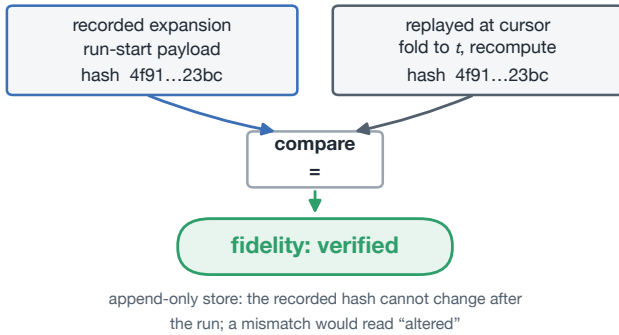 recorded expansion
run-start payload
hash 4f91…23bc
replayed at cursor
fold to t, recompute
hash 4f91…23bc
compare
=
fidelity: verified
append-only store: the recorded hash cannot change after
the run; a mismatch would read “altered”